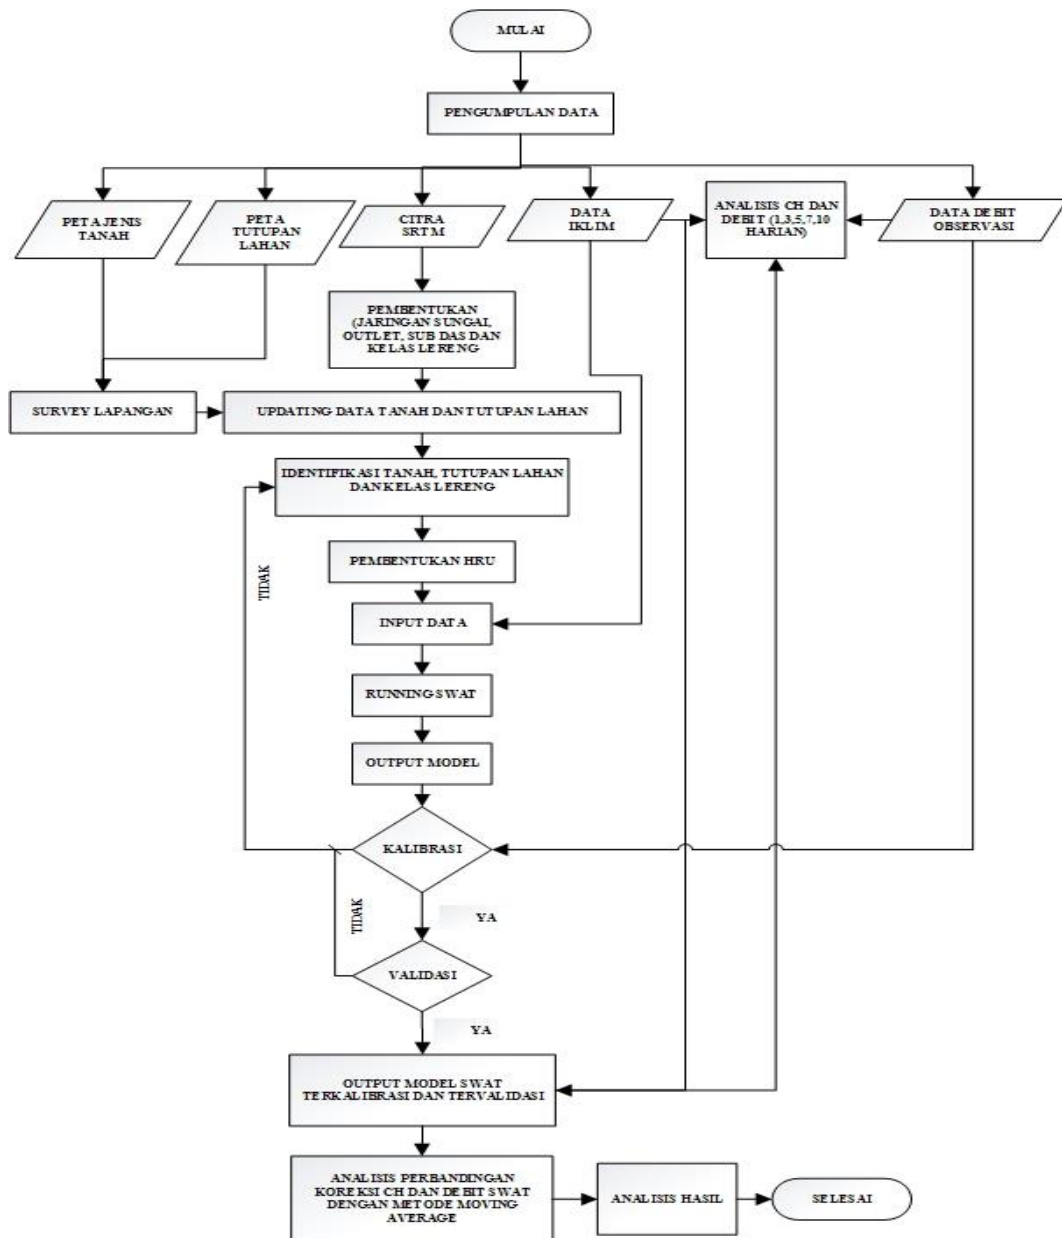 MULAI
PENGUMPULAN DATA
PETA JENIS
TANAH
PETA
TUTUPAN
LAHAN
CITRA
SRTM
DATA
IKLIM
ANALISIS CH DAN
DEBIT (1,3,5,7,10
HARIAN)
DATA DEBIT
OBSERVASI
PEMBENTUKAN
(JARINGAN SUNGAI,
OUTLET, SUB DAS DAN
KELAS LERENG
SURVEY LAPANGAN
UPDATING DATA TANAH DAN TUTUPAN LAHAN
IDENTIFIKASI TANAH, TUTUPAN LAHAN
DAN KELAS LERENG
PEMBENTUKAN HRU
TIDAK
INPUT DATA
RUNNING SWAT
OUTPUT MODEL
KALIBRASI
TIDAK
YA
VALIDASI
YA
OUTPUT MODEL SWAT
TERKALIBRASI DAN TERVALIDASI
ANALISIS PERBANDINGAN
KOREKSI CH DAN DEBIT SWAT
DENGAN METODE MOVING
AVERAGE
ANALISIS HASIL
SELESAI